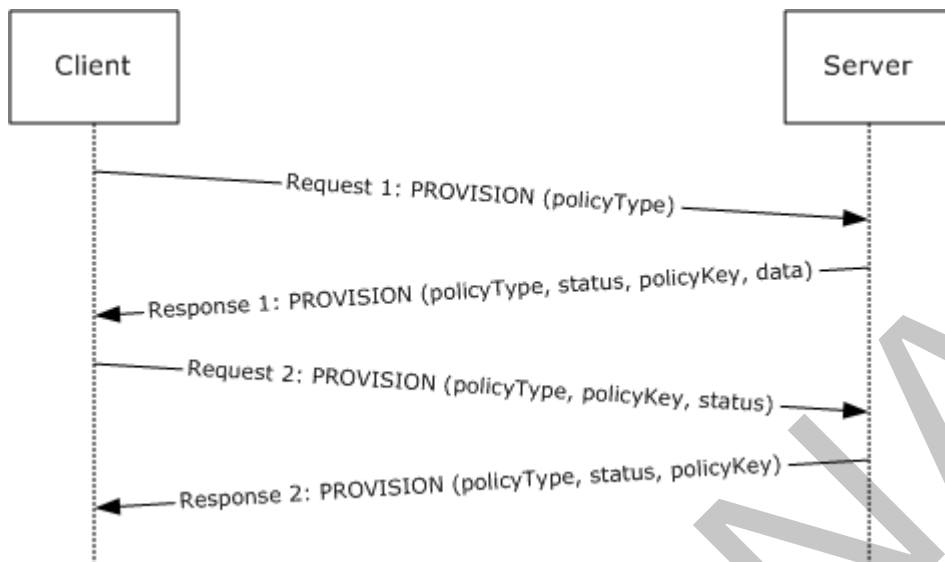 Client
Server
Request 1: PROVISION (policyType)
Response 1: PROVISION (policyType, status, policyKey, data)
Request 2: PROVISION (policyType, policyKey, status)
Response 2: PROVISION (policyType, status, policyKey)